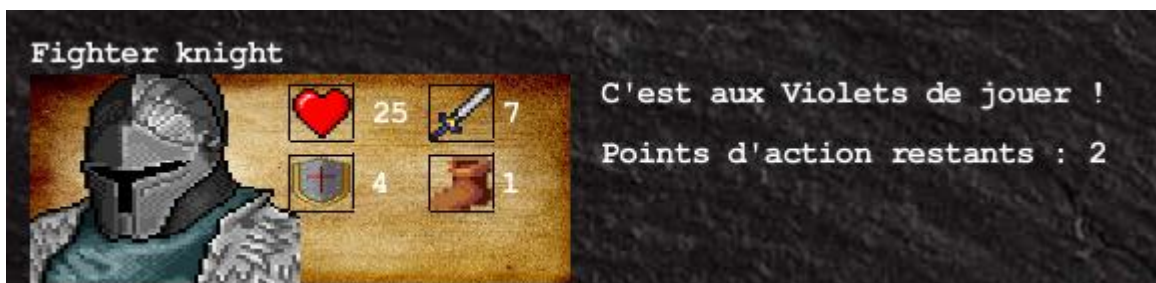 Fighter knight
25 7
4 1
C'est aux Violets de jouer !
Points d'action restants : 2